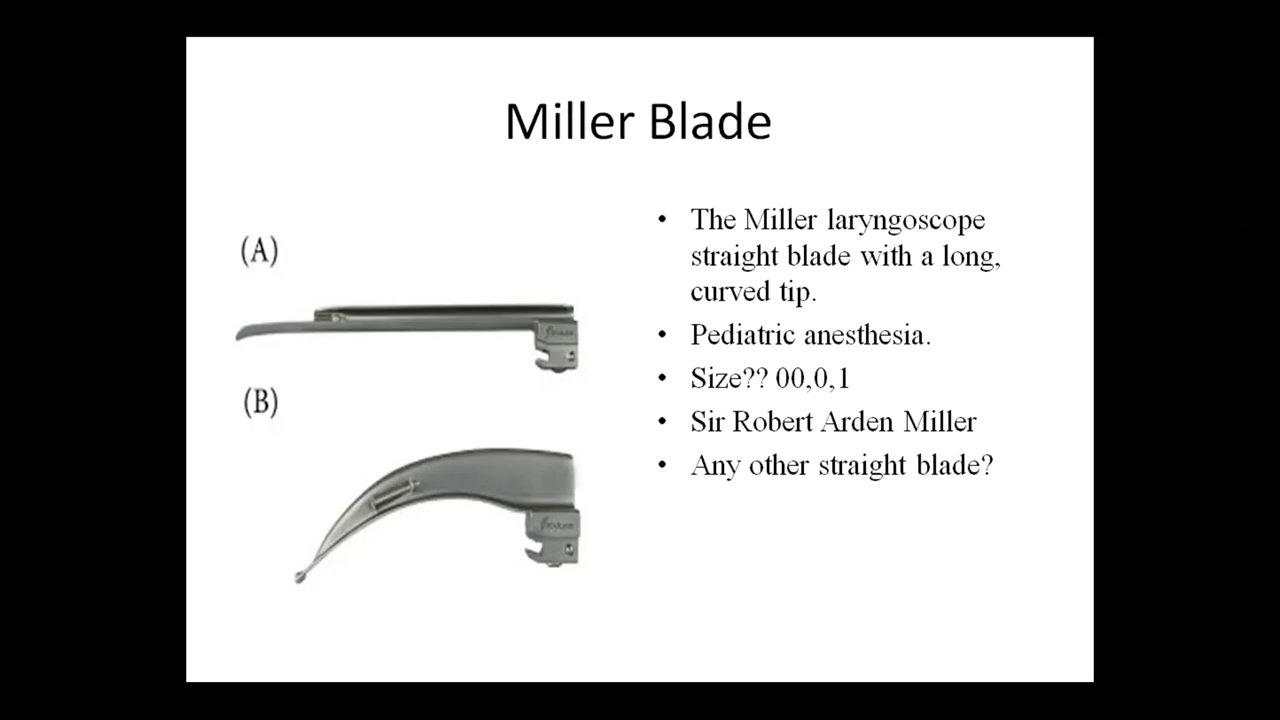 Miller Blade
(A)
(B)
• The Miller laryngoscope
straight blade with a long,
curved tip.
• Pediatric anesthesia.
• Size?? 00,0,1
• Sir Robert Arden Miller
• Any other straight blade?